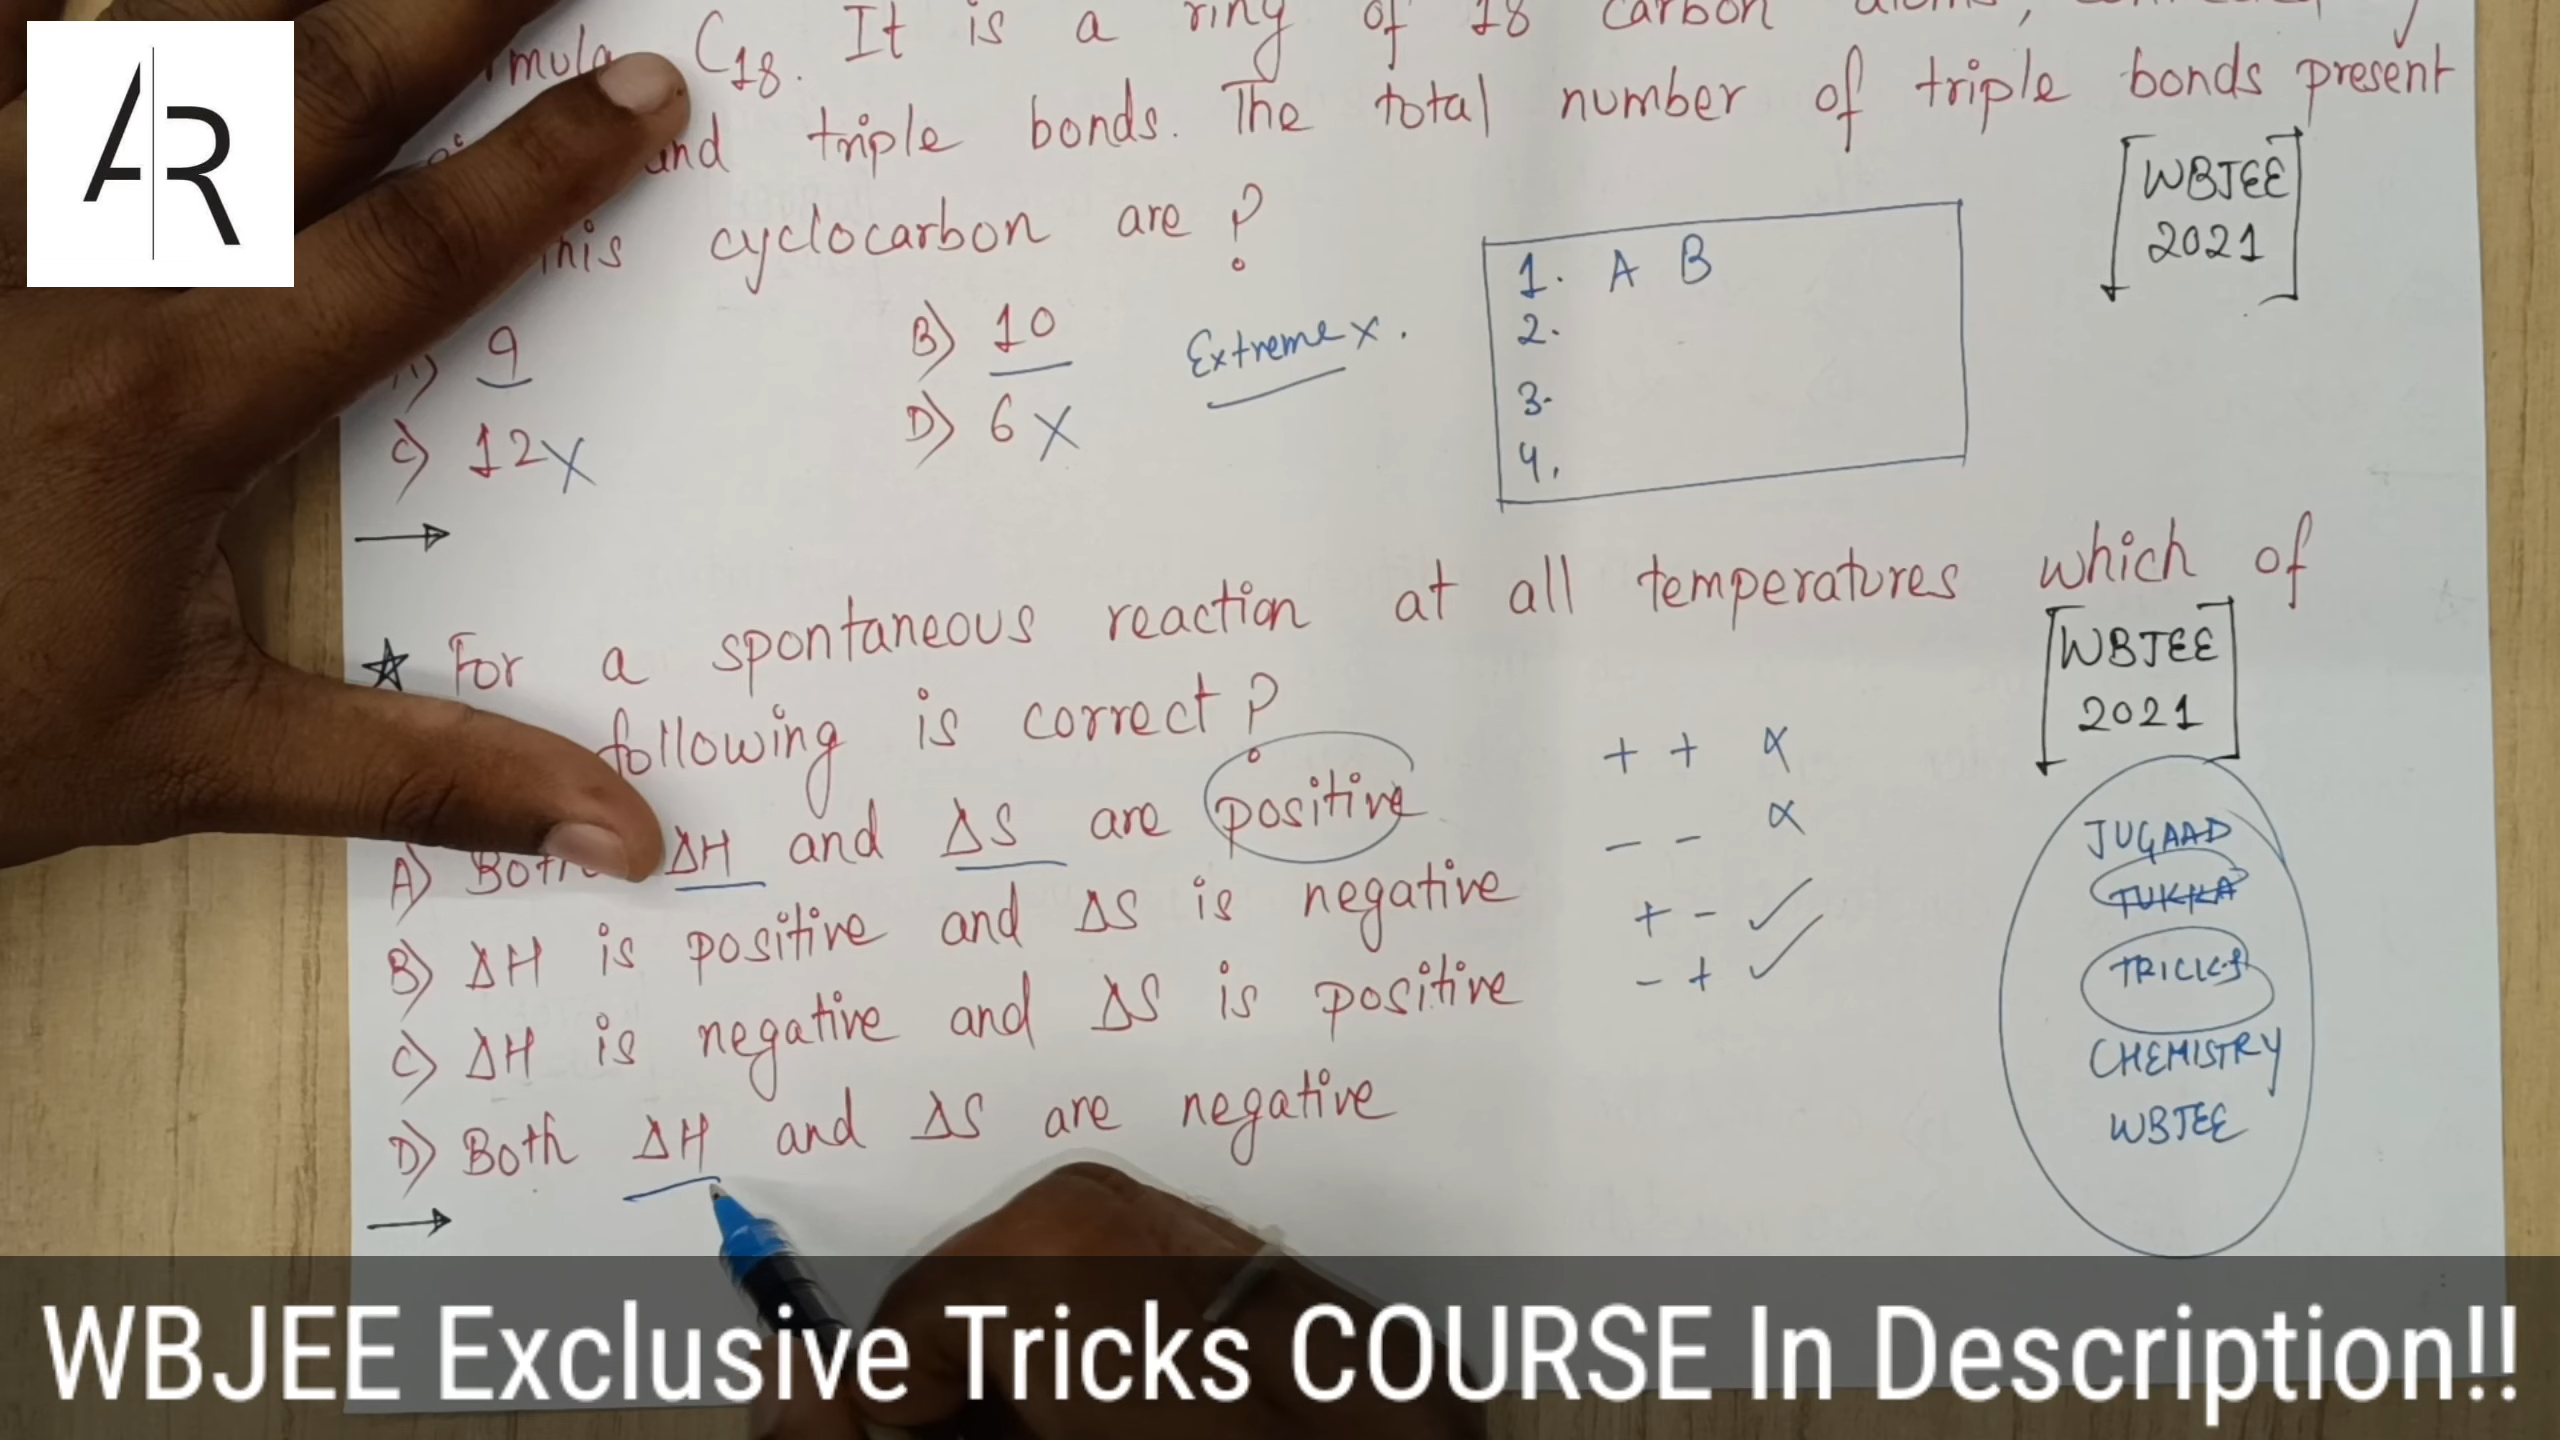 AR
C18. It is a ring of 18 carbon
and triple bonds. The total number of triple bonds present
cyclocarbon are ?
9
B) 10
C) 12 X
D) 6 X
Extreme X.
1. A B
2.
3.
4.
[WBJEE
2021]
→
☆ For a spontaneous reaction at all temperatures which of
following is correct ?
[WBJEE
2021]
A) Both ΔH and ΔS are positive
B) ΔH is positive and ΔS is negative
C) ΔH is negative and ΔS is positive
D) Both ΔH and ΔS are negative
→
+ + X
- - X
+ - ✓
- + ✓
JUGAAD
TUKKA
TRICKS
CHEMISTRY
WBJEE
WBJEE Exclusive Tricks COURSE In Description!!